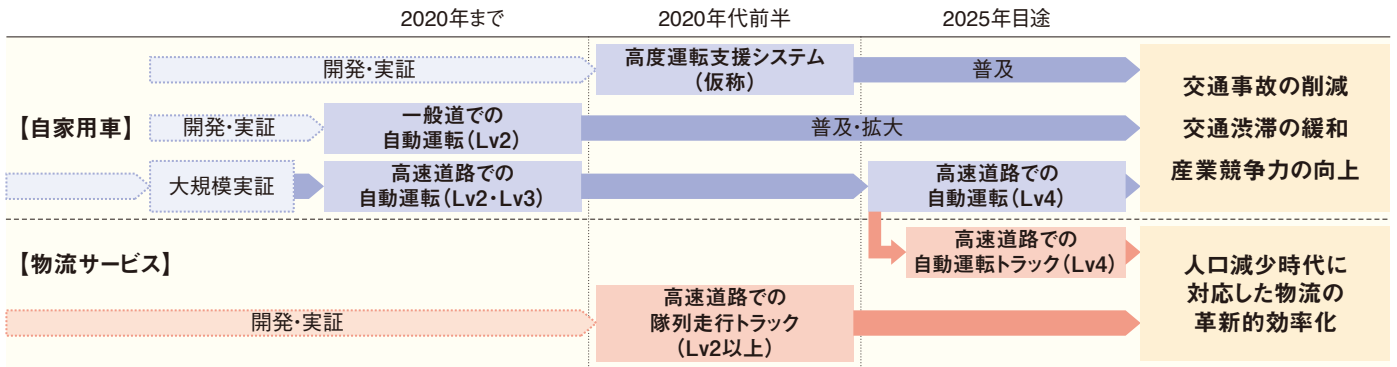 2020年まで
2020年代前半
2025年目途
【自家用車】
開発・実証
高度運転支援システム
(仮称)
普及
開発・実証
一般道での
自動運転(Lv2)
普及・拡大
大規模実証
高速道路での
自動運転(Lv2・Lv3)
高速道路での
自動運転(Lv4)
交通事故の削減
交通渋滞の緩和
産業競争力の向上
【物流サービス】
高速道路での
自動運転トラック(Lv4)
開発・実証
高速道路での
隊列走行トラック
(Lv2以上)
人口減少時代に
対応した物流の
革新的効率化